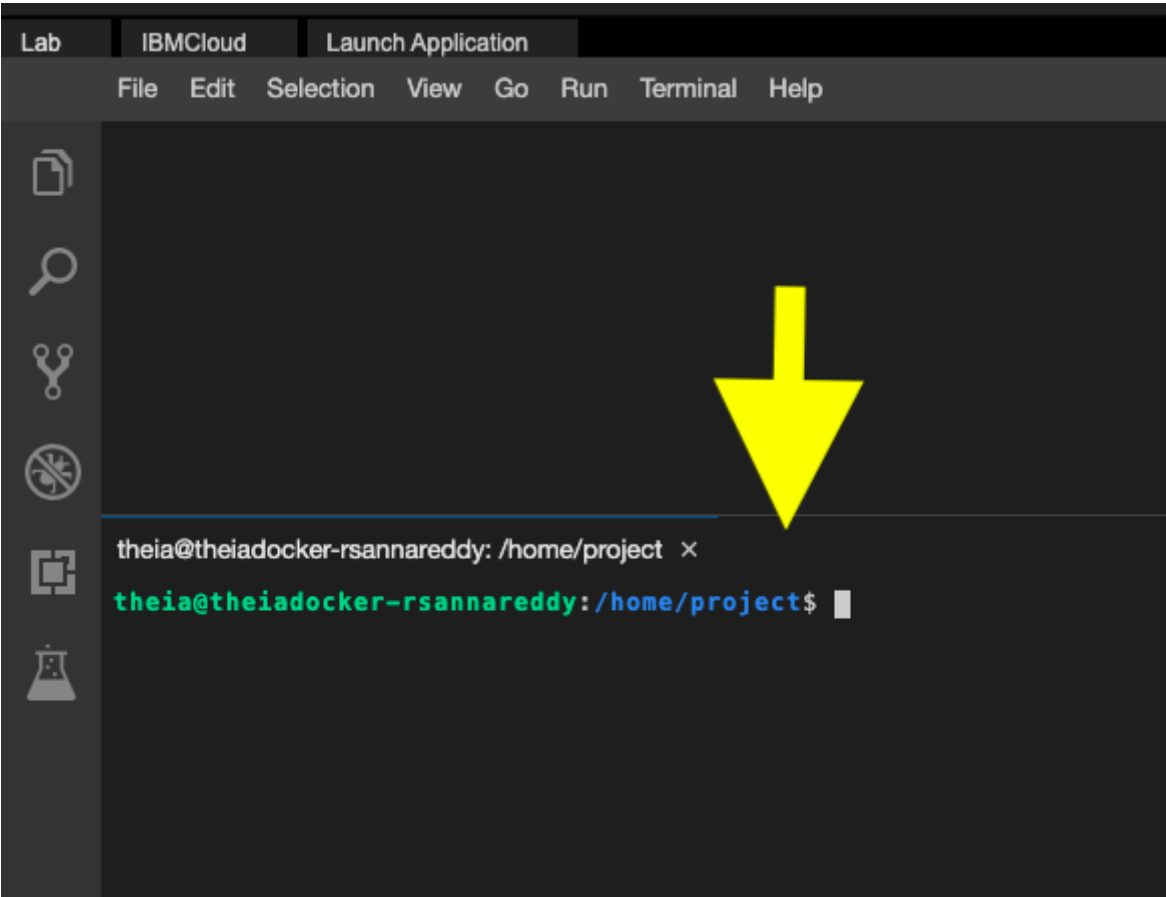 Lab IBMCloud Launch Application
File Edit Selection View Go Run Terminal Help
theia@theiadocker-rsannareddy: /home/project ×
theia@theiadocker-rsannareddy:/home/project$